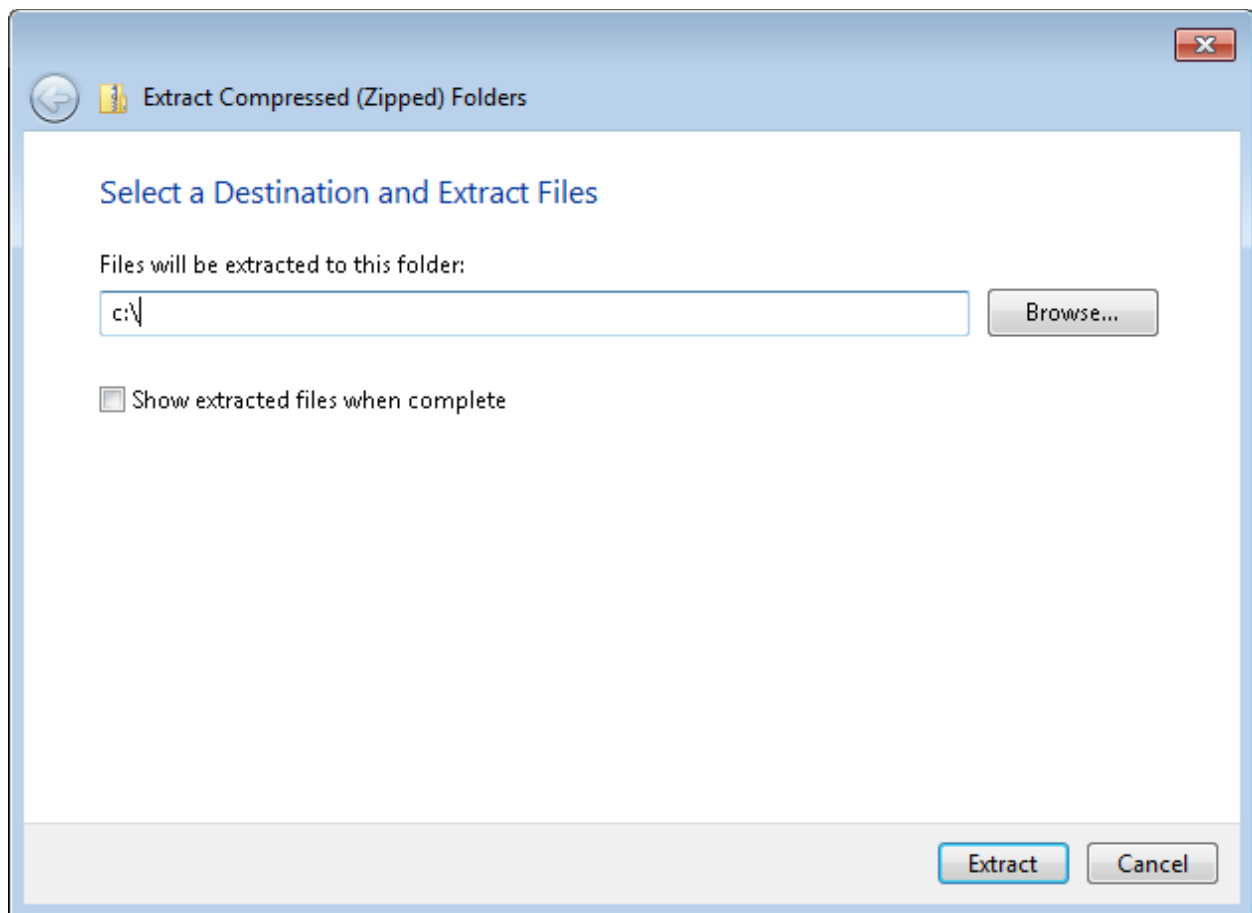 Extract Compressed (Zipped) Folders
Select a Destination and Extract Files
Files will be extracted to this folder:
c:\
Browse...
Show extracted files when complete
Extract
Cancel